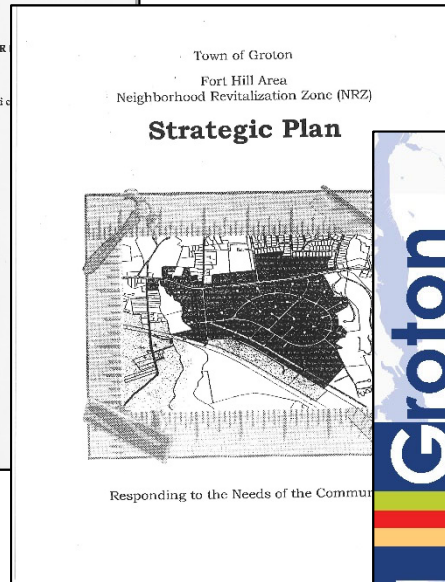 Town of Groton
Fort Hill Area
Neighborhood Revitalization Zone (NRZ)
Strategic Plan
Responding to the Needs of the Commun
Groton